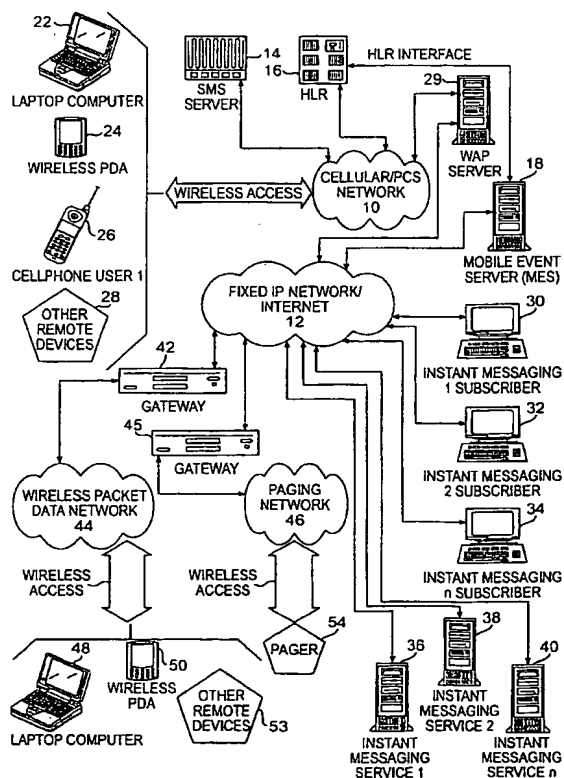 22
LAPTOP COMPUTER
24
WIRELESS PDA
26
CELLPHONE USER 1
28
OTHER
REMOTE
DEVICES
14
SMS
SERVER
16
HLR
HLR INTERFACE
29
WAP
SERVER
18
MOBILE EVENT
SERVER (MES)
WIRELESS ACCESS
CELLULAR/PCS
NETWORK
10
FIXED IP NETWORK/
INTERNET
12
30
INSTANT MESSAGING
1 SUBSCRIBER
32
INSTANT MESSAGING
2 SUBSCRIBER
34
INSTANT MESSAGING
n SUBSCRIBER
42
GATEWAY
45
GATEWAY
WIRELESS PACKET
DATA NETWORK
44
PAGING
NETWORK
46
WIRELESS
ACCESS
WIRELESS
ACCESS
54
PAGER
48
LAPTOP COMPUTER
50
WIRELESS
PDA
OTHER
REMOTE
DEVICES
53
36
INSTANT
MESSAGING
SERVICE 1
38
INSTANT
MESSAGING
SERVICE 2
40
INSTANT
MESSAGING
SERVICE n